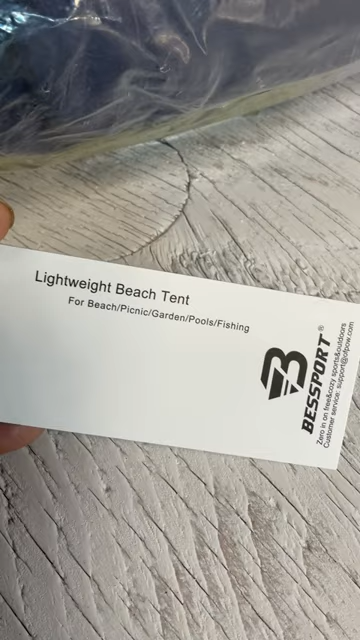 Lightweight Beach Tent
For Beach/Picnic/Garden/Pools/Fishing
BESSPORT®
Zero in on free&cozy sports&outdoors
Customer service: support@ofpow.com